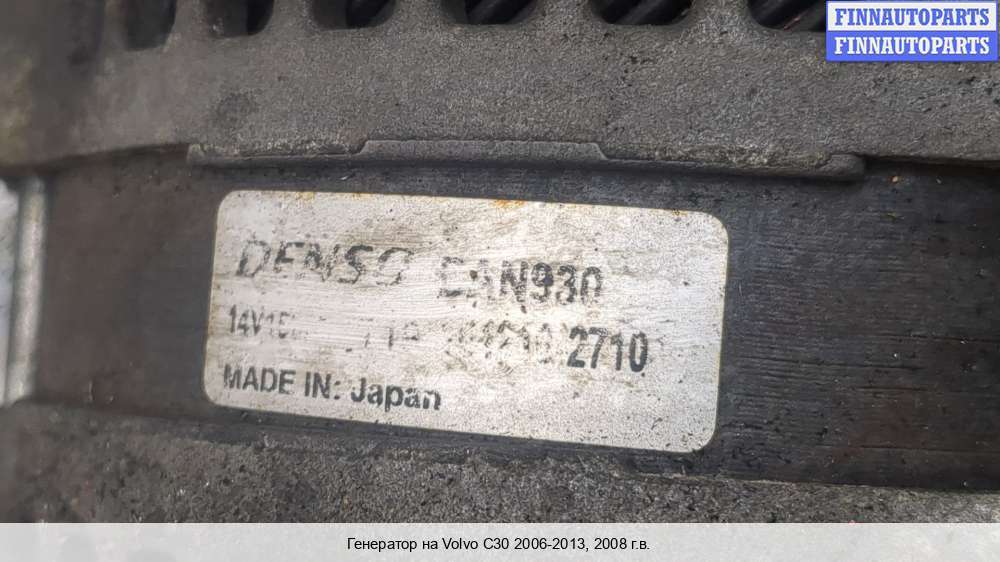 FINNAUTOPARTS
FINNAUTOPARTS
DENSO CAN930
2710
MADE IN: Japan
Генератор на Volvo C30 2006-2013, 2008 г.в.